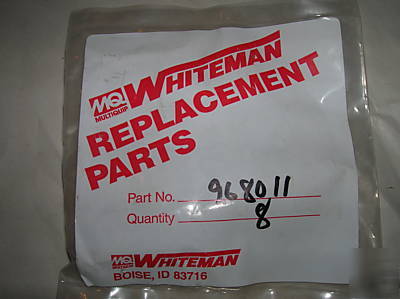 MQ WHITEMAN
MULTIQUIP
REPLACEMENT
PARTS
Part No. 968011
Quantity 8
MQ WHITEMAN
MULTIQUIP
BOISE, ID 83716